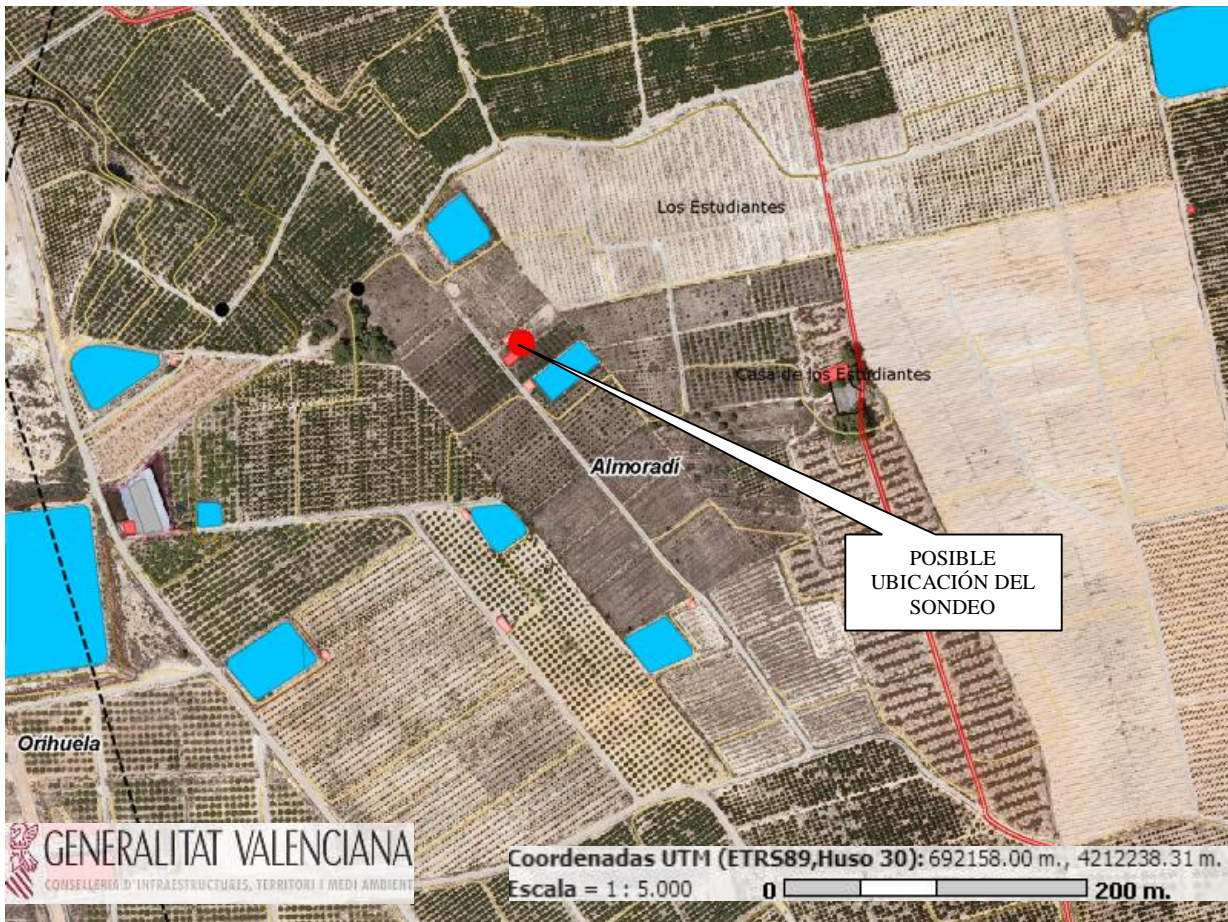 Los Estudiantes
Casa de los Estudiantes
Almoradí
POSIBLE
UBICACIÓN DEL
SONDEO
Orihuela
GENERALITAT VALENCIANA
CONSELLERIA D'INFRAESTRUCTURES, TERRITORI I MEDI AMBIENT
Coordenadas UTM (ETRS89,Huso 30): 692158.00 m., 4212238.31 m.
Escala = 1 : 5.000 0 200 m.